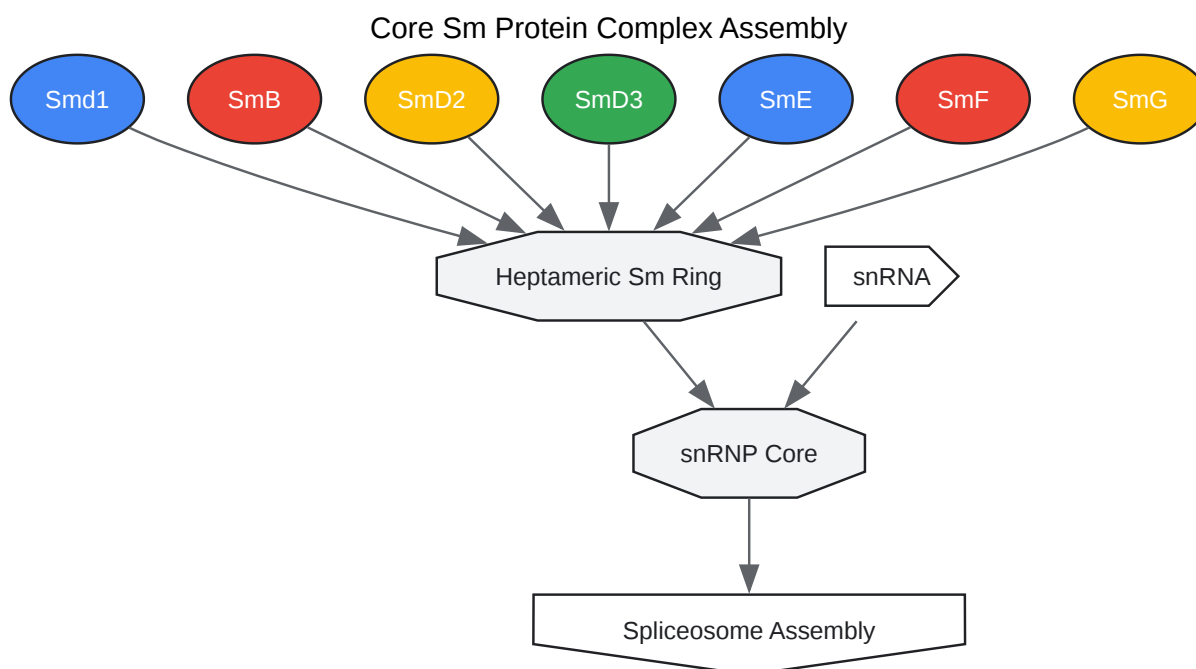 Core Sm Protein Complex Assembly
Smd1
SmB
SmD2
SmD3
SmE
SmF
SmG
Heptameric Sm Ring
snRNA
snRNP Core
Spliceosome Assembly